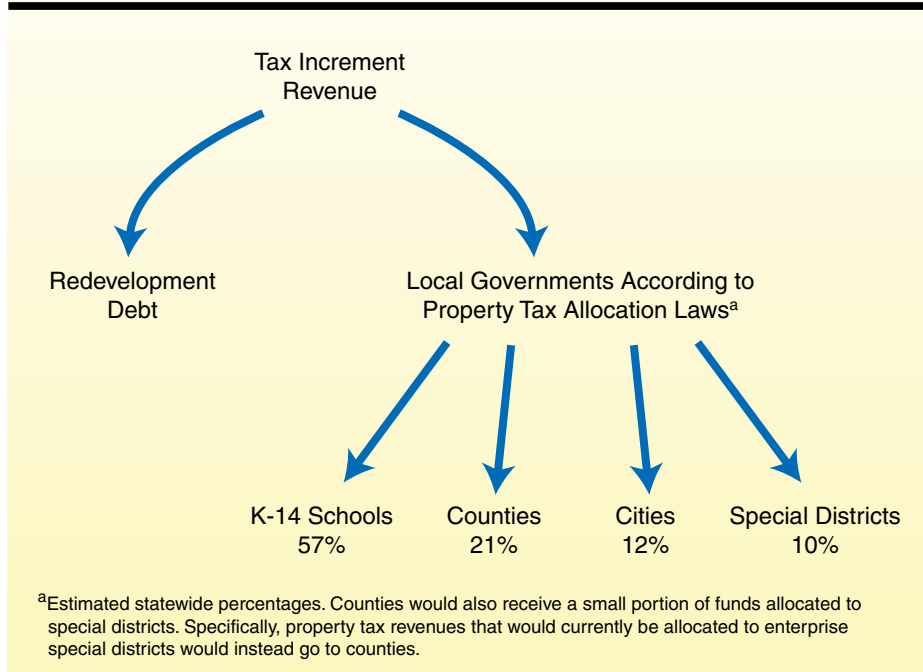 Tax Increment
Revenue
Redevelopment
Debt
Local Governments According to
Property Tax Allocation Lawsᵃ
K-14 Schools
57%
Counties
21%
Cities
12%
Special Districts
10%
ᵃEstimated statewide percentages. Counties would also receive a small portion of funds allocated to
special districts. Specifically, property tax revenues that would currently be allocated to enterprise
special districts would instead go to counties.